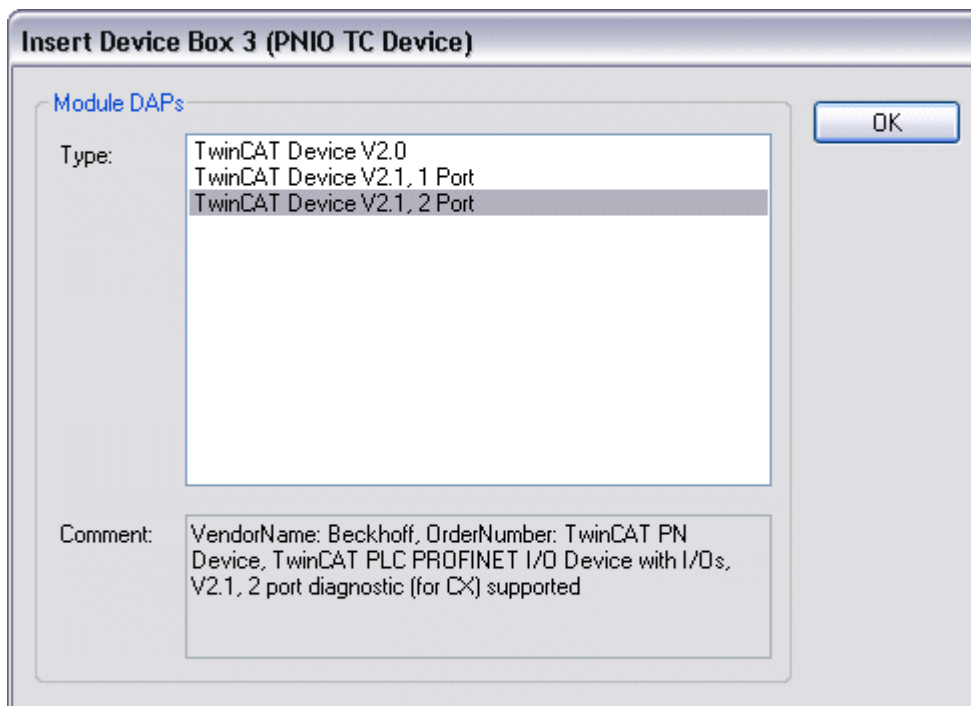 Insert Device Box 3 (PNIO TC Device)
Module DAPs
OK
Type:
TwinCAT Device V2.0
TwinCAT Device V2.1, 1 Port
TwinCAT Device V2.1, 2 Port
Comment:
VendorName: Beckhoff, OrderNumber: TwinCAT PN
Device, TwinCAT PLC PROFINET I/O Device with I/Os,
V2.1, 2 port diagnostic (for CX) supported